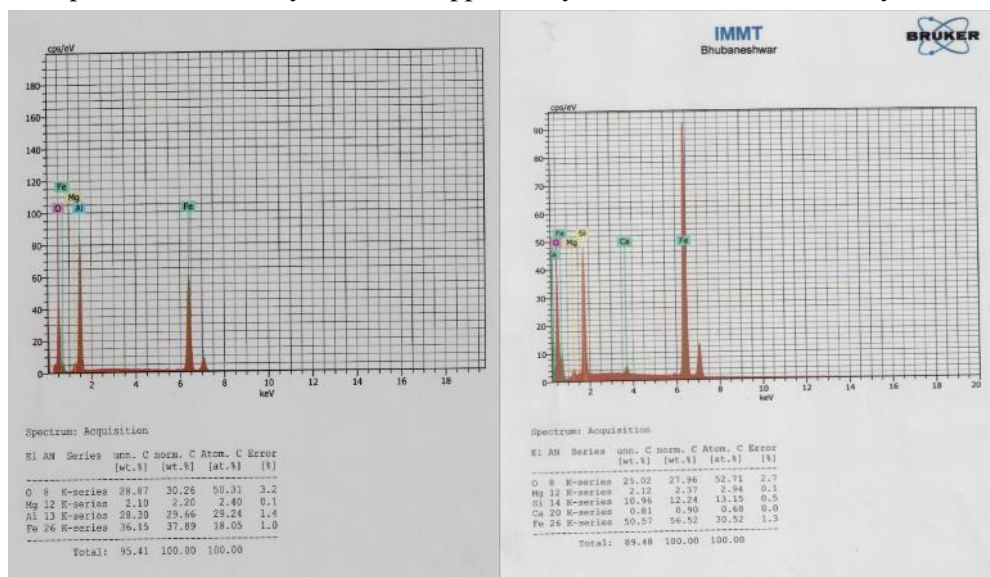 cps/eV
180
160
140
120
100
80
60
40
20
0
Fe
Mg
O
Al
Fe
2
4
6
8
10
12
14
16
18
keV
Spectrum: Acquisition
El AN Series unn. C norm. C Atom. C Error
[wt.%] [wt.%] [at.%] [%]
O 8 K-series 28.87 30.26 50.31 3.2
Mg 12 K-series 2.10 2.20 2.40 0.1
Al 13 K-series 28.30 29.66 29.24 1.4
Fe 26 K-series 36.15 37.89 18.05 1.0
Total: 95.41 100.00 100.00
IMMT
Bhubaneshwar
BRUKER
cps/eV
90
80
70
60
50
40
30
20
10
0
Fe
Si
O
Mg
Ca
Fe
2
4
6
8
10
12
14
16
18
20
keV
Spectrum: Acquisition
El AN Series unn. C norm. C Atom. C Error
[wt.%] [wt.%] [at.%] [%]
O 8 K-series 25.02 27.96 52.71 2.7
Mg 12 K-series 2.12 2.37 2.94 0.1
Si 14 K-series 10.96 12.24 13.15 0.5
Ca 20 K-series 0.81 0.90 0.68 0.0
Fe 26 K-series 50.57 56.52 30.52 1.3
Total: 89.48 100.00 100.00